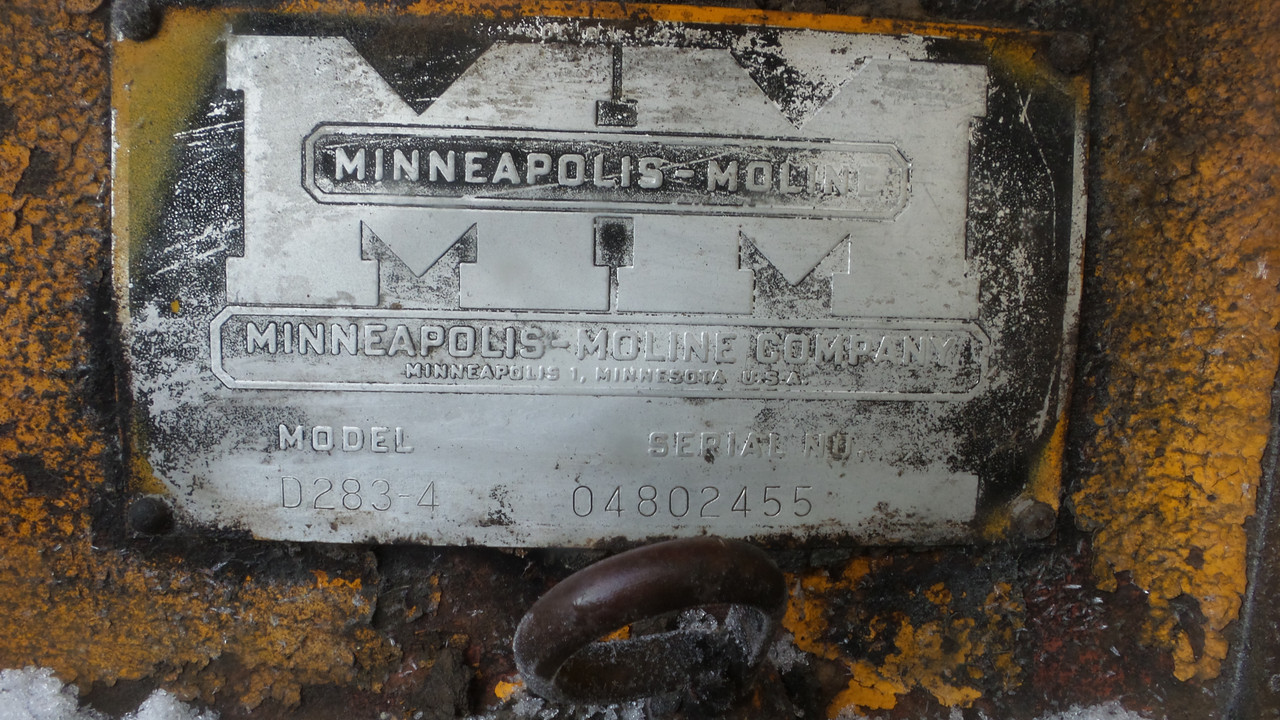 MINNEAPOLIS-MOLINE
MINNEAPOLIS-MOLINE COMPANY
MINNEAPOLIS 1, MINNESOTA U.S.A.
MODEL SERIAL NO.
D283-4 04802455